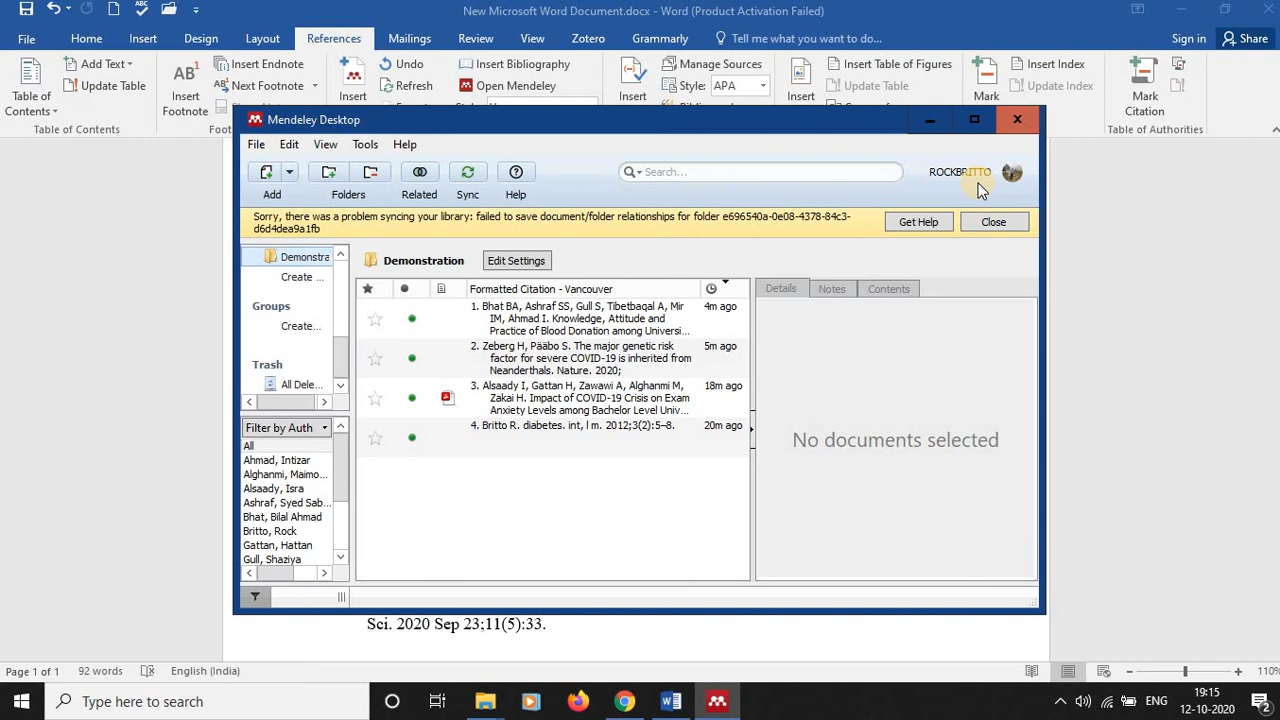 New Microsoft Word Document.docx - Word (Product Activation Failed)
File Home Insert Design Layout References Mailings Review View Zotero Grammarly Tell me what you want to do... Sign in Share
Add Text
Update Table
Table of
Contents
Table of Contents
AB1
Insert
Footnote
Insert Endnote
Next Footnote
Insert
Undo
Refresh
Insert Bibliography
Open Mendeley
Insert
Manage Sources
Style: APA
Insert
Insert Table of Figures
Update Table
Mark
Insert Index
Update Index
Mark
Citation
Table of Authorities
Mendeley Desktop
File Edit View Tools Help
Search...
ROCKBRITTO
Add Folders Related Sync Help
Sorry, there was a problem syncing your library: failed to save document/folder relationships for folder e696540a-0e08-4378-84c3-
d6d4dea9a1fb
Get Help Close
Demonstra
Create ...
Groups
Create...
Trash
All Dele...
Filter by Auth
All
Ahmad, Intizar
Alghanmi, Maimo...
Alsaady, Isra
Ashraf, Syed Sab...
Bhat, Bilal Ahmad
Britto, Rock
Gattan, Hattan
Gull, Shaziya
Demonstration Edit Settings
Formatted Citation - Vancouver
1. Bhat BA, Ashraf SS, Gull S, Tibetbaqal A, Mir 4m ago
IM, Ahmad I. Knowledge, Attitude and
Practice of Blood Donation among Universi...
2. Zeberg H, Pääbo S. The major genetic risk 5m ago
factor for severe COVID-19 is inherited from
Neanderthals. Nature. 2020;
3. Alsaady I, Gattan H, Zawawi A, Alghanmi M, 18m ago
Zakai H. Impact of COVID-19 Crisis on Exam
Anxiety Levels among Bachelor Level Univ...
4. Britto R. diabetes. int, l m. 2012;3(2):5–8. 20m ago
Details Notes Contents
No documents selected
Sci. 2020 Sep 23;11(5):33.
Page 1 of 1 92 words English (India) 110%
Type here to search
ENG
19:15
12-10-2020
2